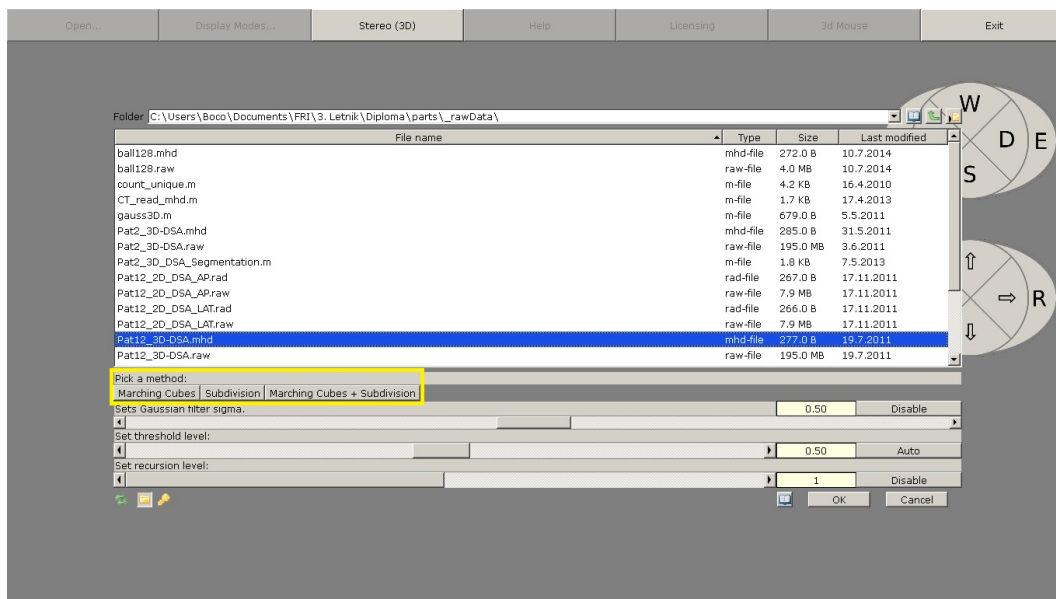 Open... Display Modes... Stereo (3D) Help Licensing 3d Mouse Exit
W
D E
S
Folder C:\Users\Boco\Documents\FRI\3. Letnik\Diploma\parts\_rawData\
File name Type Size Last modified
ball128.mhd mhd-file 272.0 B 10.7.2014
ball128.raw raw-file 4.0 MB 10.7.2014
count_unique.m m-file 4.2 KB 16.4.2010
CT_read_mhd.m m-file 1.7 KB 17.4.2013
gauss3D.m m-file 679.0 B 5.5.2011
Pat2_3D-DSA.mhd mhd-file 285.0 B 31.5.2011
Pat2_3D-DSA.raw raw-file 195.0 MB 3.6.2011
Pat2_3D_DSA_Segmentation.m m-file 1.8 KB 7.5.2013
Pat12_2D_DSA_AP.rad rad-file 267.0 B 17.11.2011
Pat12_2D_DSA_AP.raw raw-file 7.9 MB 17.11.2011
Pat12_2D_DSA_LAT.rad rad-file 266.0 B 17.11.2011
Pat12_2D_DSA_LAT.raw raw-file 7.9 MB 17.11.2011
Pat12_3D-DSA.mhd mhd-file 277.0 B 19.7.2011
Pat12_3D-DSA.raw raw-file 195.0 MB 19.7.2011
R
Pick a method:
Marching Cubes Subdivision Marching Cubes + Subdivision
Sets Gaussian filter sigma. 0.50 Disable
Set threshold level:
0.50 Auto
Set recursion level:
1 Disable
OK Cancel